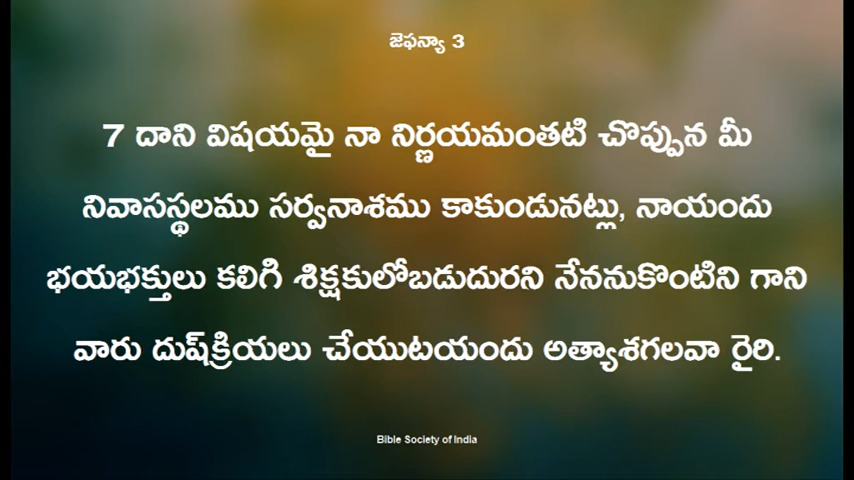 జెఫన్యా 3
7 దాని విషయమై నా నిర్ణయమంతటి చొప్పున మీ
నివాసస్థలము సర్వనాశము కాకుండునట్లు, నాయందు
భయభక్తులు కలిగి శిక్షకులోబడుదురని నేననుకొంటిని గాని
వారు దుష్‌క్రియలు చేయుటయందు అత్యాశగలవా రైరి.
Bible Society of India